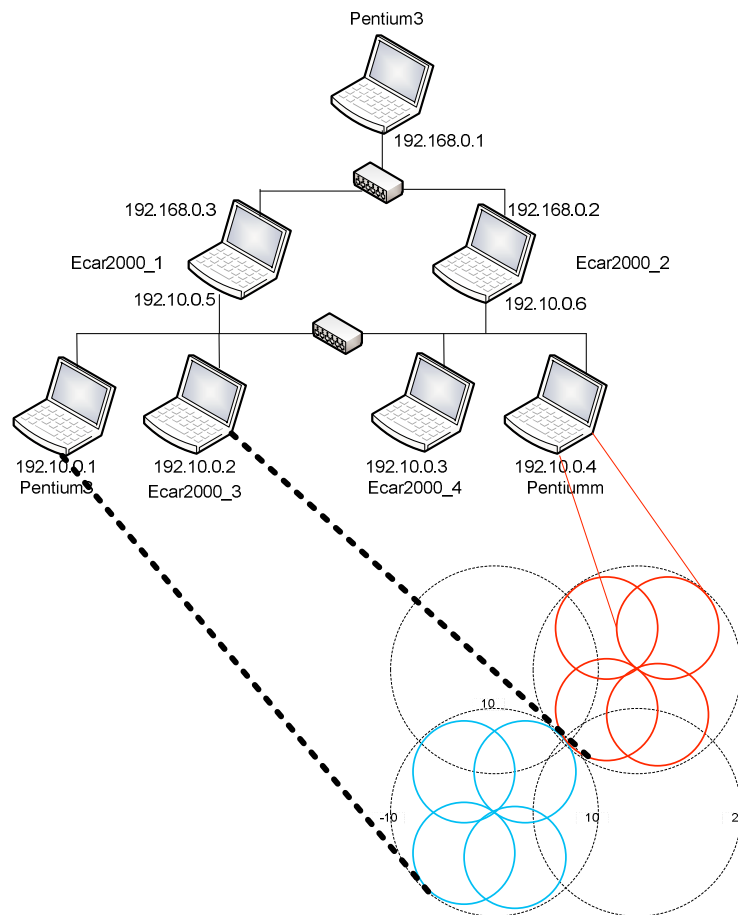 Pentium3
192.168.0.1
192.168.0.3
192.168.0.2
Ecar2000_1
Ecar2000_2
192.10.0.5
192.10.0.6
192.10.0.1
192.10.0.2
192.10.0.3
192.10.0.4
Pentium3
Ecar2000_3
Ecar2000_4
Pentiumm
10
-10
10
2